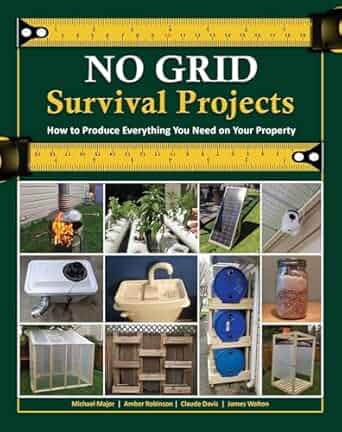 NO GRID
Survival Projects
How to Produce Everything You Need on Your Property
Michael Major | Amber Robinson | Claude Davis | James Walton